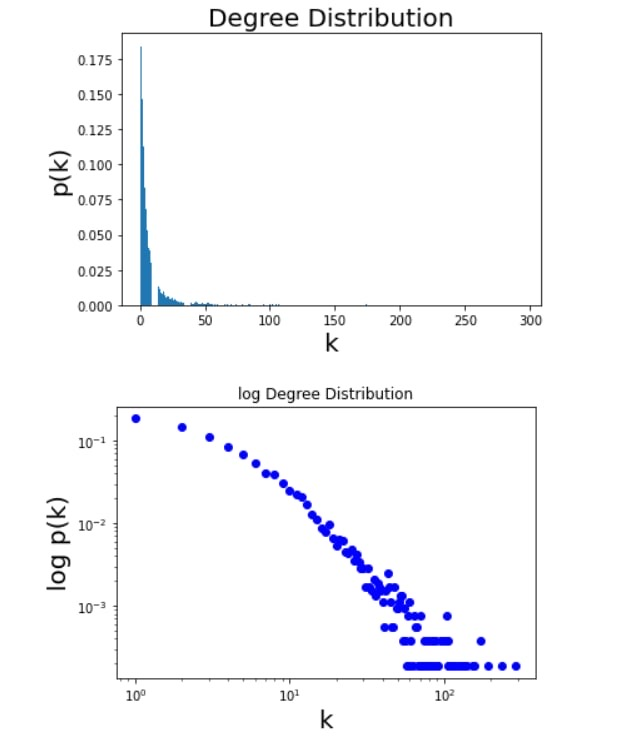 Degree Distribution
0.175
0.150
0.125
0.100
0.075
0.050
0.025
0.000
p(k)
0 50 100 150 200 250 300
k
log Degree Distribution
10⁻¹
10⁻²
10⁻³
log p(k)
10⁰ 10¹ 10²
k